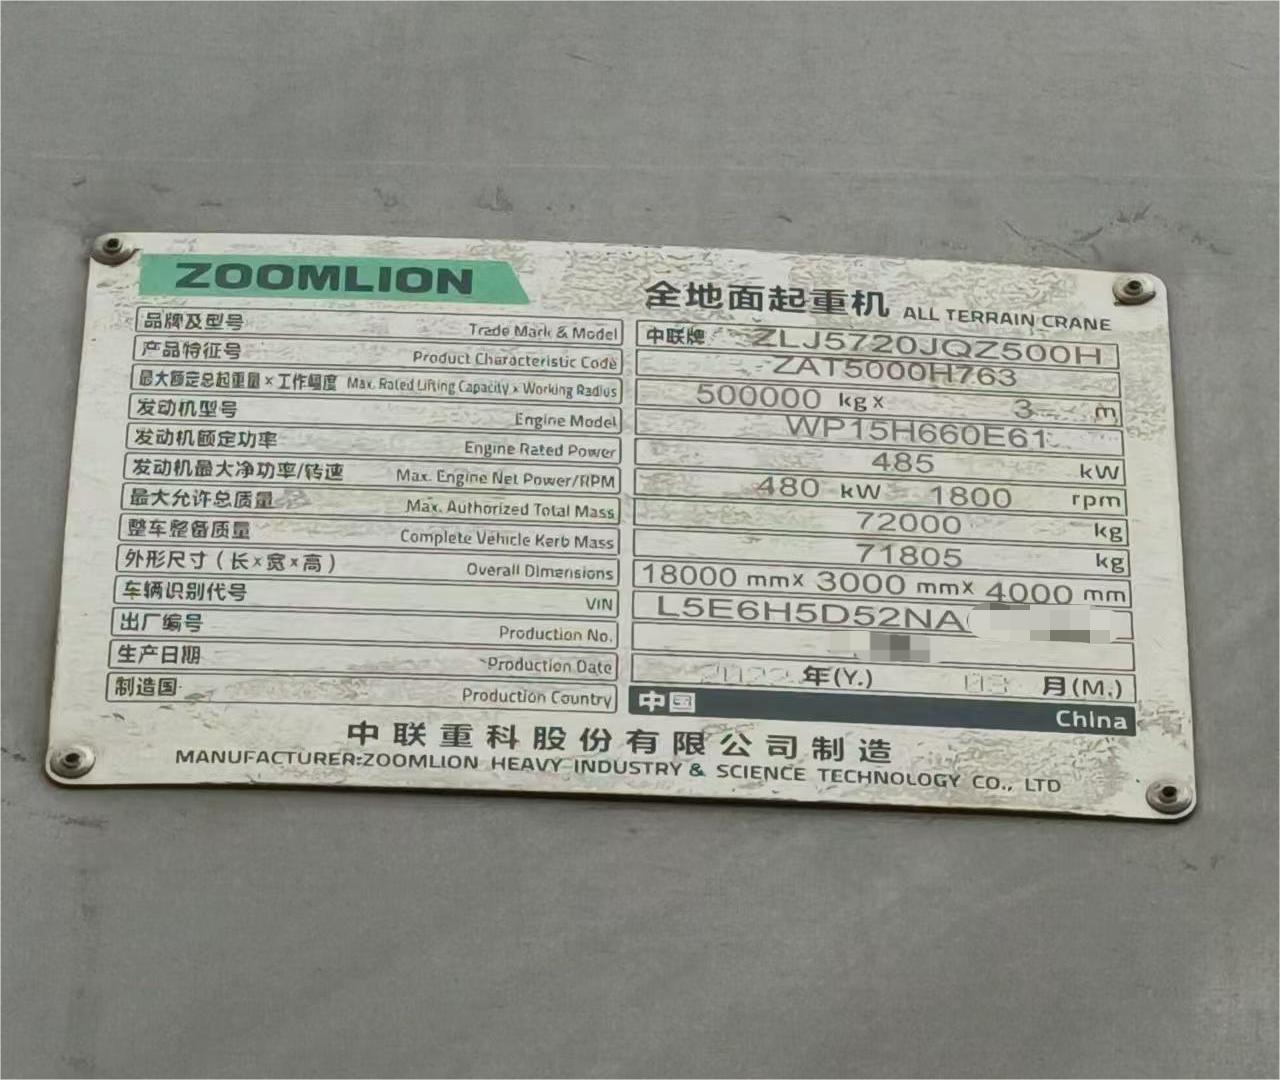 ZOOMLION
全地面起重机 ALL TERRAIN CRANE
品牌及型号 Trade Mark & Model 中联牌 ZLJ5720JQZ500H
产品特征号 Product Characteristic Code ZAT5000H763
最大额定总起重量×工作幅度 Max. Rated Lifting Capacity × Working Radius 500000 kg× 3 m
发动机型号 Engine Model WP15H660E61
发动机额定功率 Engine Rated Power 485 kW
发动机最大净功率/转速 Max. Engine Net Power/RPM 480 kW 1800 rpm
最大允许总质量 Max. Authorized Total Mass 72000 kg
整车整备质量 Complete Vehicle Kerb Mass 71805 kg
外形尺寸(长×宽×高) Overall Dimensions 18000 mm× 3000 mm× 4000 mm
车辆识别代号 VIN L5E6H5D52NA
出厂编号 Production No.
生产日期 Production Date 2022 年(Y.) 03 月(M.)
制造国 Production Country 中国 China
中联重科股份有限公司制造
MANUFACTURER:ZOOMLION HEAVY INDUSTRY & SCIENCE TECHNOLOGY CO., LTD